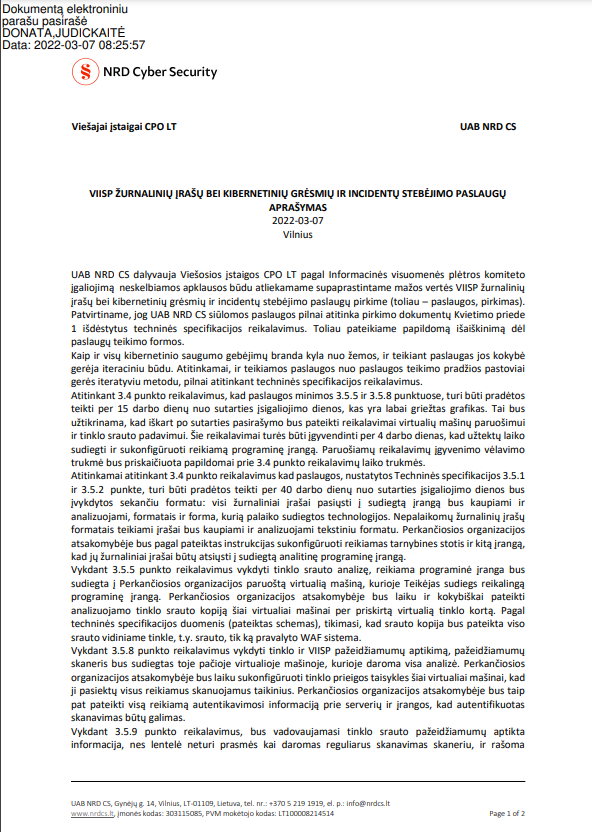 Dokumentą elektroniniu
parašu pasirašė
DONATA,JUDICKAITĖ
Data: 2022-03-07 08:25:57
NRD Cyber Security
Viešajai įstaigai CPO LT UAB NRD CS
VIISP ŽURNALINIŲ ĮRAŠŲ BEI KIBERNETINIŲ GRĖSMIŲ IR INCIDENTŲ STEBĖJIMO PASLAUGŲ
APRAŠYMAS
2022-03-07
Vilnius
UAB NRD CS dalyvauja Viešosios įstaigos CPO LT pagal Informacinės visuomenės plėtros komiteto
įgaliojimą neskelbiamos apklausos būdu atliekamame supaprastintame mažos vertės VIISP žurnalinių
įrašų bei kibernetinių grėsmių ir incidentų stebėjimo paslaugų pirkime (toliau – paslaugos, pirkimas).
Patvirtiname, jog UAB NRD CS siūlomos paslaugos pilnai atitinka pirkimo dokumentų Kvietimo priede
1 išdėstytus techninės specifikacijos reikalavimus. Toliau pateikiame papildomą išaiškinimą dėl
paslaugų teikimo formos.
Kaip ir visų kibernetinio saugumo gebėjimų branda kyla nuo žemos, ir teikiant paslaugas jos kokybė
gerėja iteraciniu būdu. Atitinkamai, ir teikiamos paslaugos nuo paslaugos teikimo pradžios pastoviai
gerės iteratyviu metodu, pilnai atitinkant techninės specifikacijos reikalavimus.
Atitinkant 3.4 punkto reikalavimus, kad paslaugos minimos 3.5.5 ir 3.5.8 punktuose, turi būti pradėtos
teikti per 15 darbo dienų nuo sutarties įsigaliojimo dienos, kas yra labai griežtas grafikas. Tai bus
užtikrinama, kad iškart po sutarties pasirašymo bus pateikti reikalavimai virtualių mašinų paruošimui
ir tinklo srauto padavimui. Šie reikalavimai turės būti įgyvendinti per 4 darbo dienas, kad užtektų laiko
sudiegti ir sukonfigūruoti reikiamą programinę įrangą. Paruošiamų reikalavimų įgyvenimo vėlavimo
trukmė bus priskaičiuota papildomai prie 3.4 punkto reikalavimų laiko trukmės.
Atitinkamai atitinkant 3.4 punkto reikalavimus kad paslaugos, nustatytos Techninės specifikacijos 3.5.1
ir 3.5.2 punkte, turi būti pradėtos teikti per 40 darbo dienų nuo sutarties įsigaliojimo dienos bus
įvykdytos sekančiu formatu: visi žurnaliniai įrašai pasiųsti į sudiegtą įrangą bus kaupiami ir
analizuojami, formatais ir forma, kurią palaiko sudiegtos technologijos. Nepalaikomų žurnalinių įrašų
formatais teikiami įrašai bus kaupiami ir analizuojami tekstiniu formatu. Perkančiosios organizacijos
atsakomybėje bus pagal pateiktas instrukcijas sukonfigūruoti reikiamas tarnybines stotis ir kitą įrangą,
kad jų žurnaliniai įrašai būtų atsiųsti į sudiegtą analitinę programinę įrangą.
Vykdant 3.5.5 punkto reikalavimus vykdyti tinklo srauto analizę, reikiama programinė įranga bus
sudiegta į Perkančiosios organizacijos paruoštą virtualią mašiną, kurioje Teikėjas sudiegs reikalingą
programinę įrangą. Perkančiosios organizacijos atsakomybėje bus laiku ir kokybiškai pateikti
analizuojamo tinklo srauto kopiją šiai virtualiai mašinai per priskirtą virtualią tinklo kortą. Pagal
techninės specifikacijos duomenis (pateiktas schemas), tikimasi, kad srauto kopija bus pateikta viso
srauto vidiniame tinkle, t.y. srauto, tik ką pravalyto WAF sistema.
Vykdant 3.5.8 punkto reikalavimus vykdyti tinklo ir VIISP pažeidžiamumų aptikimą, pažeidžiamumų
skaneris bus sudiegtas toje pačioje virtualioje mašinoje, kurioje daroma visa analizė. Perkančiosios
organizacijos atsakomybėje bus laiku sukonfigūruoti tinklo prieigos taisykles šiai virtualiai mašinai, kad
ji pasiektų visus reikiamus skanuojamus taikinius. Perkančiosios organizacijos atsakomybėje bus taip
pat pateikti visą reikiamą autentikavimosi informaciją prie serverių ir įrangos, kad autentifikuotas
skanavimas būtų galimas.
Vykdant 3.5.9 punkto reikalavimus, bus vadovaujamasi tinklo srauto pažeidžiamumų aptikta
informacija, nes lentelė neturi prasmės kai daromas reguliarus skanavimas skaneriu, ir rašoma
UAB NRD CS, Gynėjų g. 14, Vilnius, LT-01109, Lietuva, tel. nr.: +370 5 219 1919, el. p.: info@nrdcs.lt
www.nrdcs.lt, įmonės kodas: 303115085, PVM mokėtojo kodas: LT100008214514 Page 1 of 2